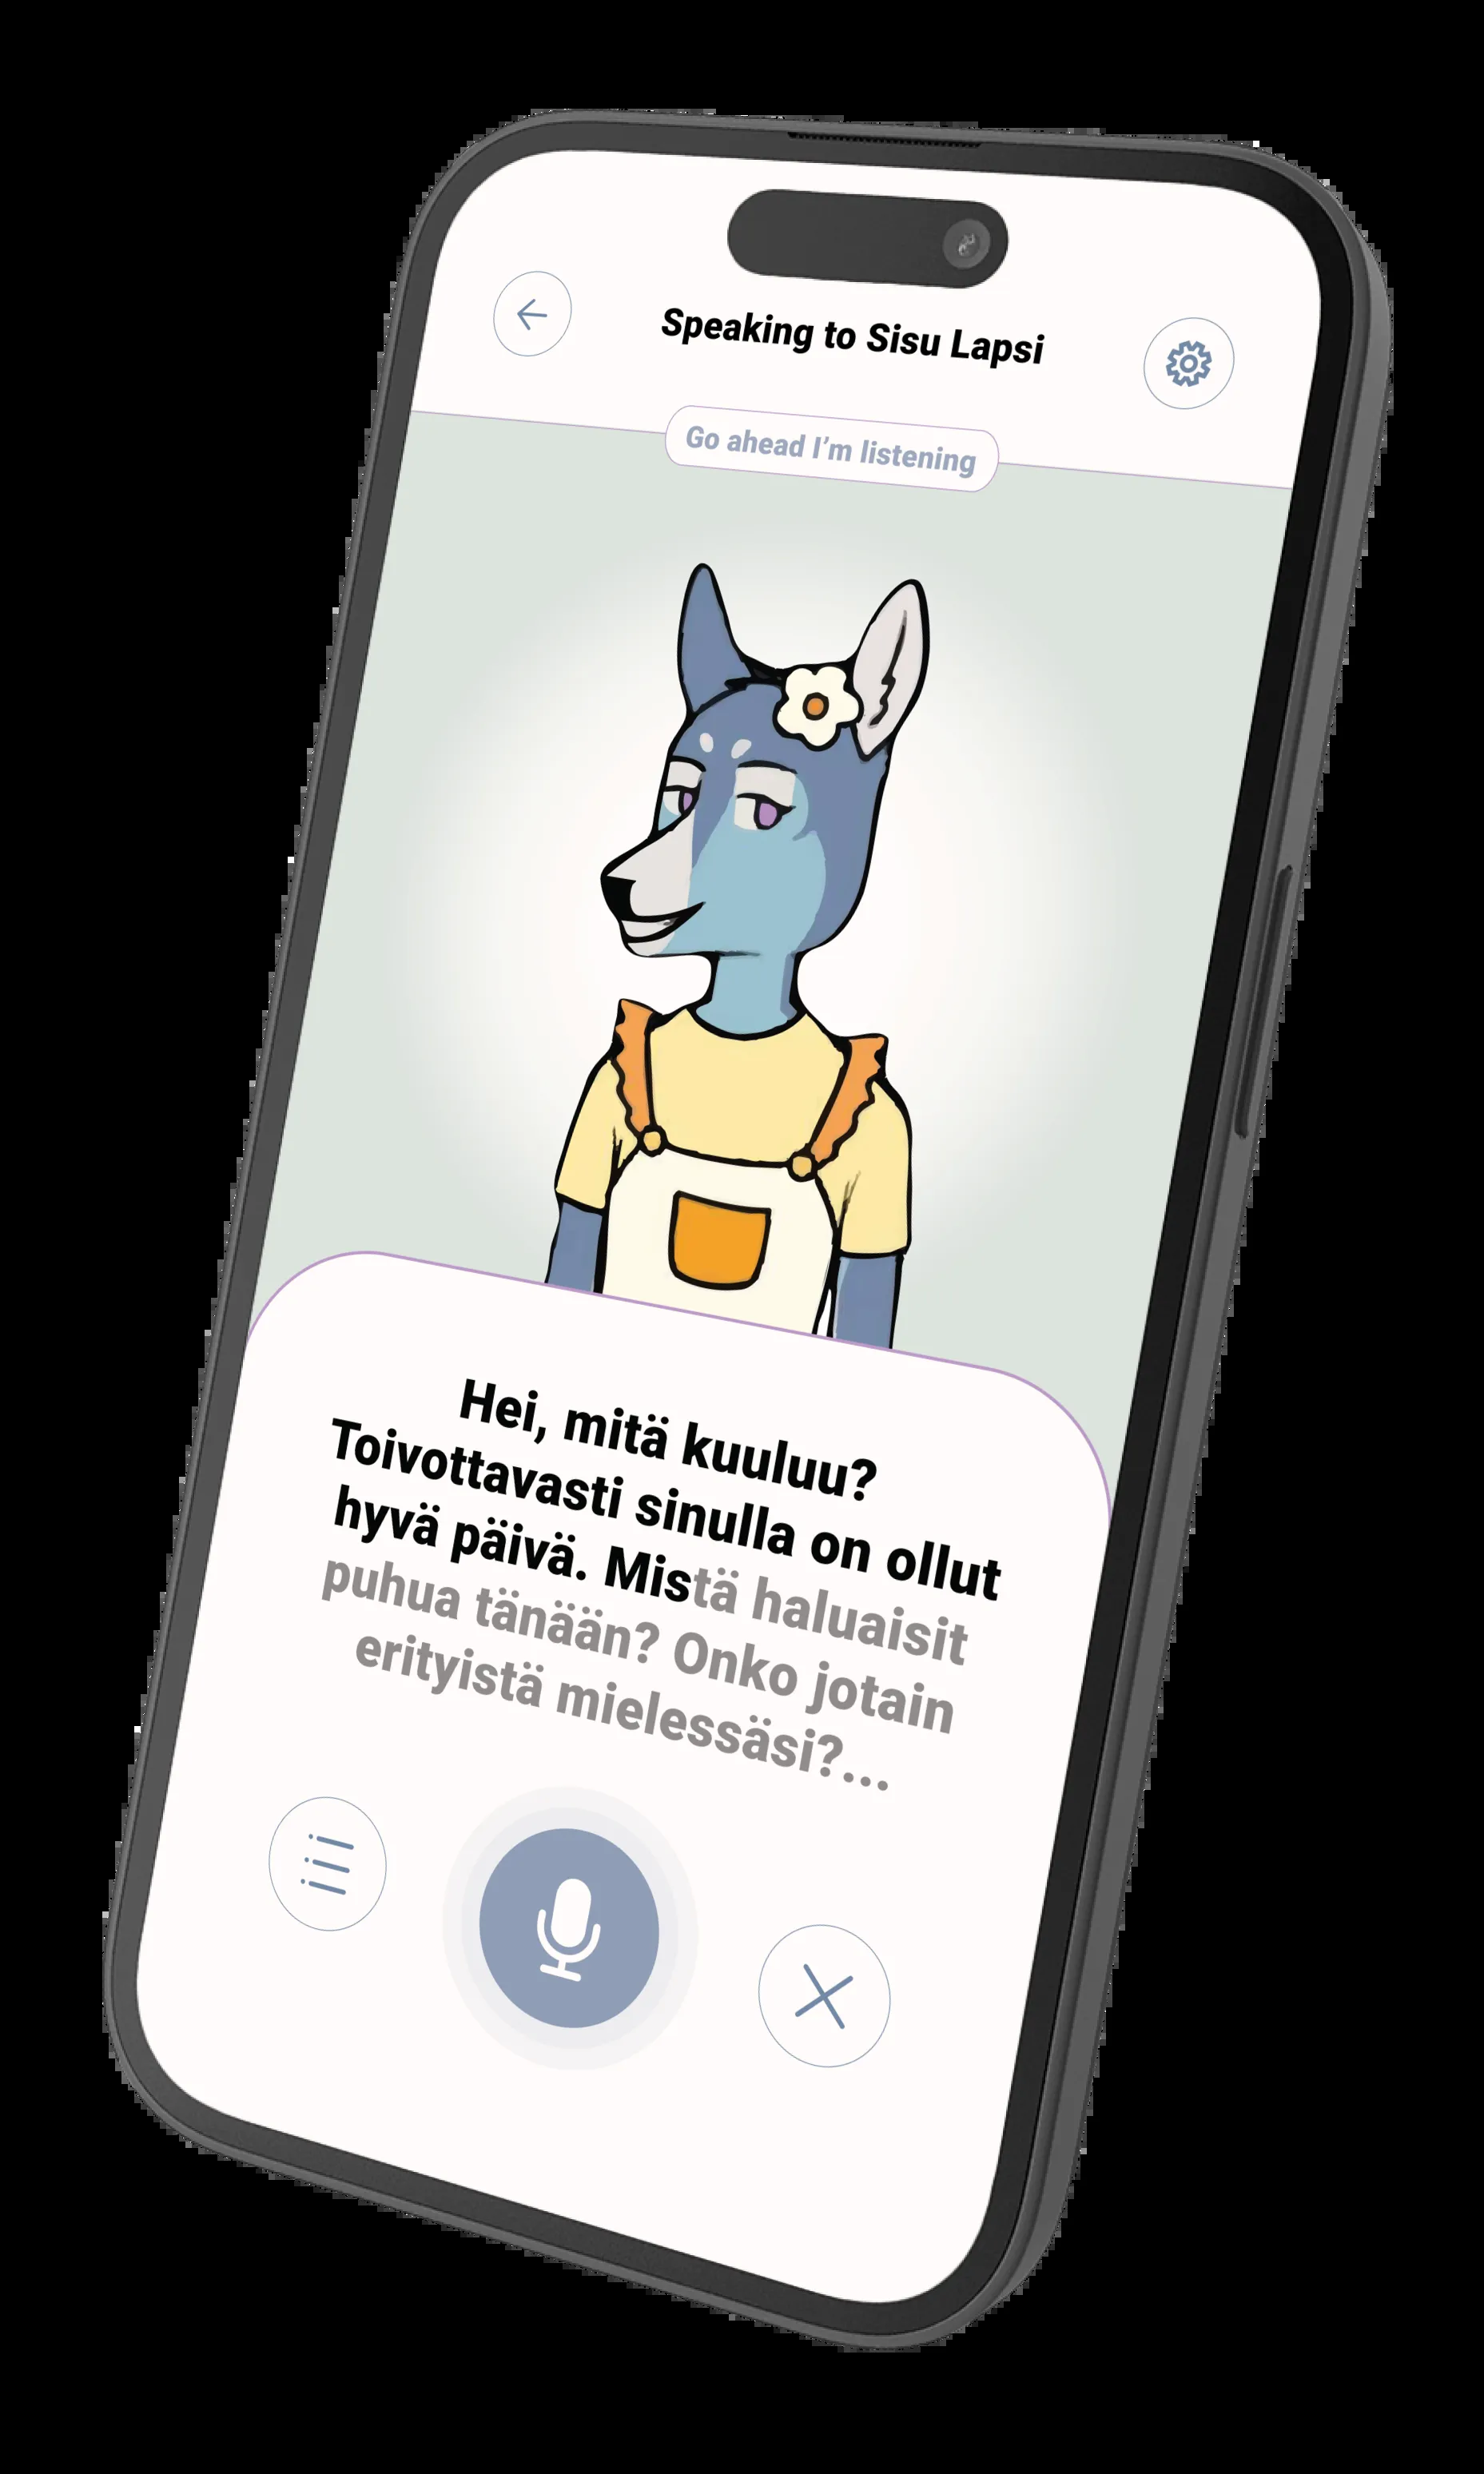 Speaking to Sisu Lapsi
Go ahead I’m listening
Hei, mitä kuuluu?
Toivottavasti sinulla on ollut
hyvä päivä. Mistä haluaisit
puhua tänään? Onko jotain
erityistä mielessäsi?...